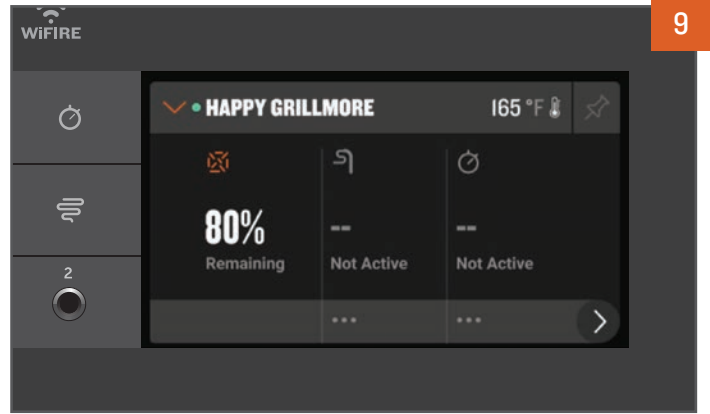 9
WiFIRE
HAPPY GRILLMORE 165 °F
80% -- --
Remaining Not Active Not Active
2
... ...